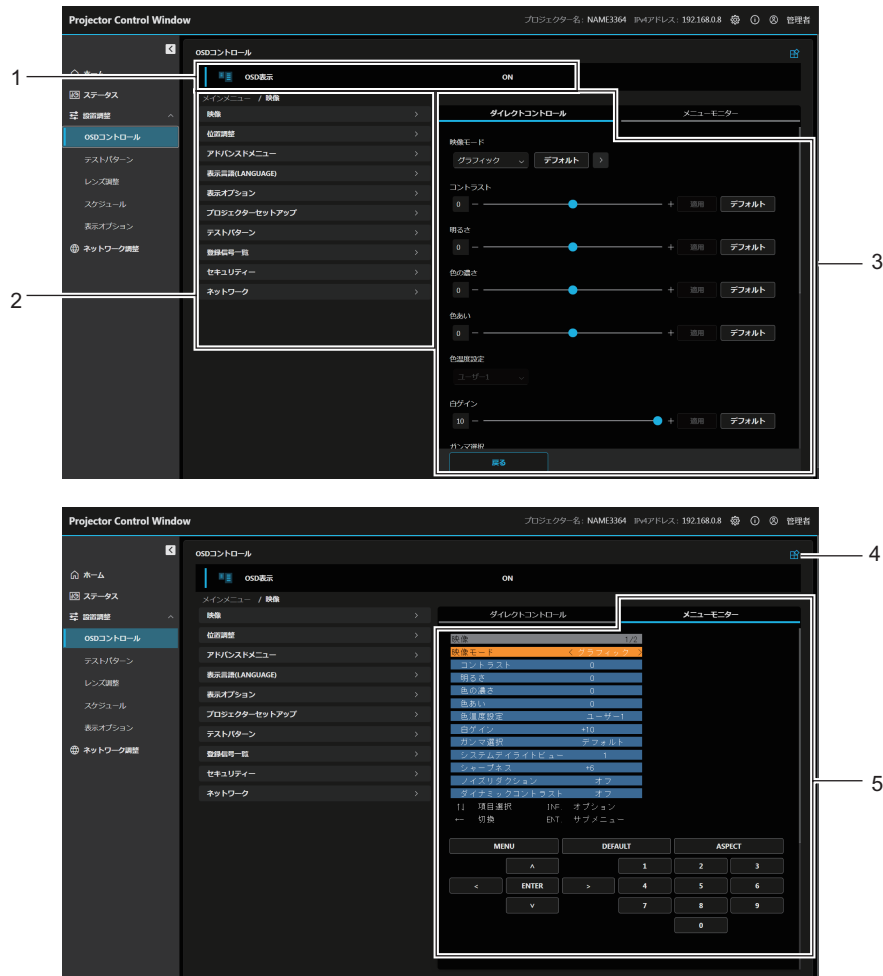 Projector Control Window プロジェクター名: NAME3364 IPv4アドレス: 192.168.0.8 管理者
OSDコントロール
1
OSD表示 ON
ホーム
ステータス
設置調整
OSDコントロール
テストパターン
レンズ調整
スケジュール
表示オプション
ネットワーク調整
2
メインメニュー / 映像
映像
位置調整
アドバンスドメニュー
表示言語(LANGUAGE)
表示オプション
プロジェクターセットアップ
テストパターン
登録信号一覧
セキュリティー
ネットワーク
ダイレクトコントロール メニューモニター
映像モード
グラフィック デフォルト
コントラスト
0 − + 適用 デフォルト
明るさ
0 − + 適用 デフォルト
色の濃さ
0 − + 適用 デフォルト
色あい
0 − + 適用 デフォルト
色温度設定
ユーザー1
白ゲイン
10 − + 適用 デフォルト
ガンマ選択
戻る
3
Projector Control Window プロジェクター名: NAME3364 IPv4アドレス: 192.168.0.8 管理者
OSDコントロール
4
OSD表示 ON
ホーム
ステータス
設置調整
OSDコントロール
テストパターン
レンズ調整
スケジュール
表示オプション
ネットワーク調整
メインメニュー / 映像
映像
位置調整
アドバンスドメニュー
表示言語(LANGUAGE)
表示オプション
プロジェクターセットアップ
テストパターン
登録信号一覧
セキュリティー
ネットワーク
ダイレクトコントロール メニューモニター
映像 1/2
映像モード < グラフィック >
コントラスト 0
明るさ 0
色の濃さ 0
色あい 0
色温度設定 ユーザー1
白ゲイン +10
ガンマ選択 デフォルト
システムデイライトビュー 1
シャープネス +6
ノイズリダクション オフ
ダイナミックコントラスト オフ
↑↓ 項目選択 INF. オプション
← 切換 ENT. サブメニュー
MENU DEFAULT ASPECT
∧ 1 2 3
< ENTER > 4 5 6
∨ 7 8 9
0
5